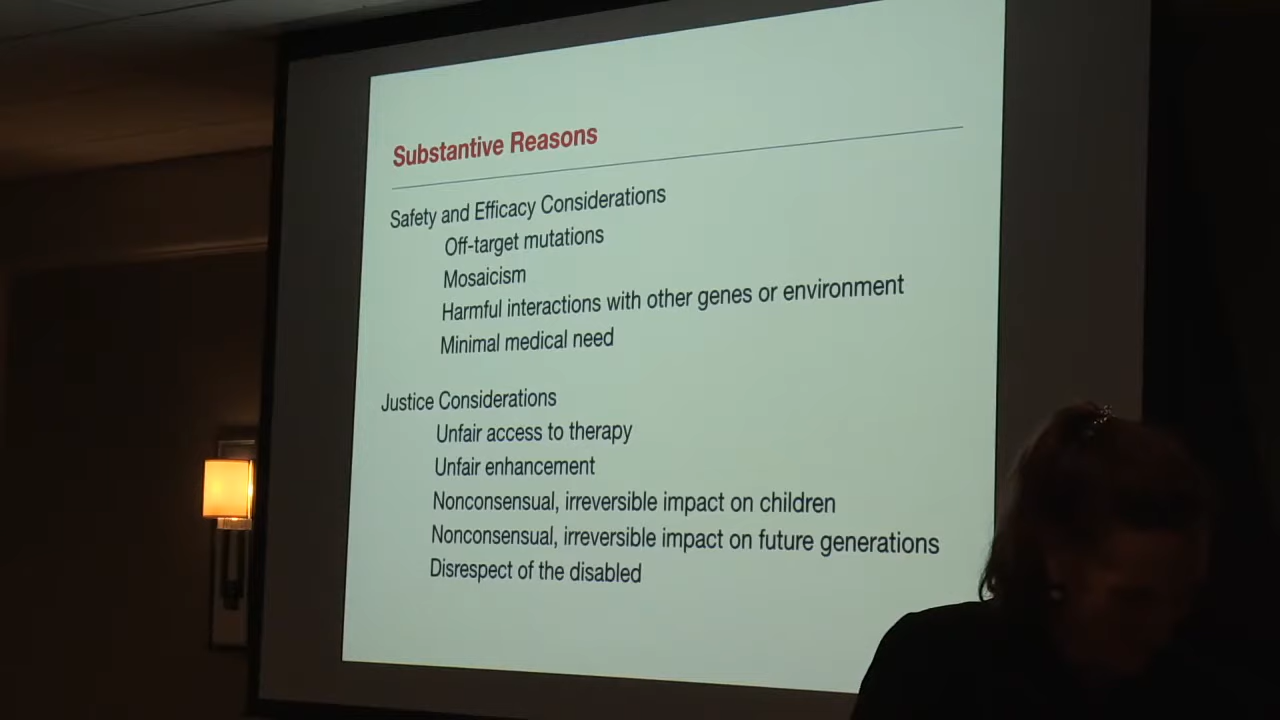 Substantive Reasons
Safety and Efficacy Considerations
Off-target mutations
Mosaicism
Harmful interactions with other genes or environment
Minimal medical need
Justice Considerations
Unfair access to therapy
Unfair enhancement
Nonconsensual, irreversible impact on children
Nonconsensual, irreversible impact on future generations
Disrespect of the disabled